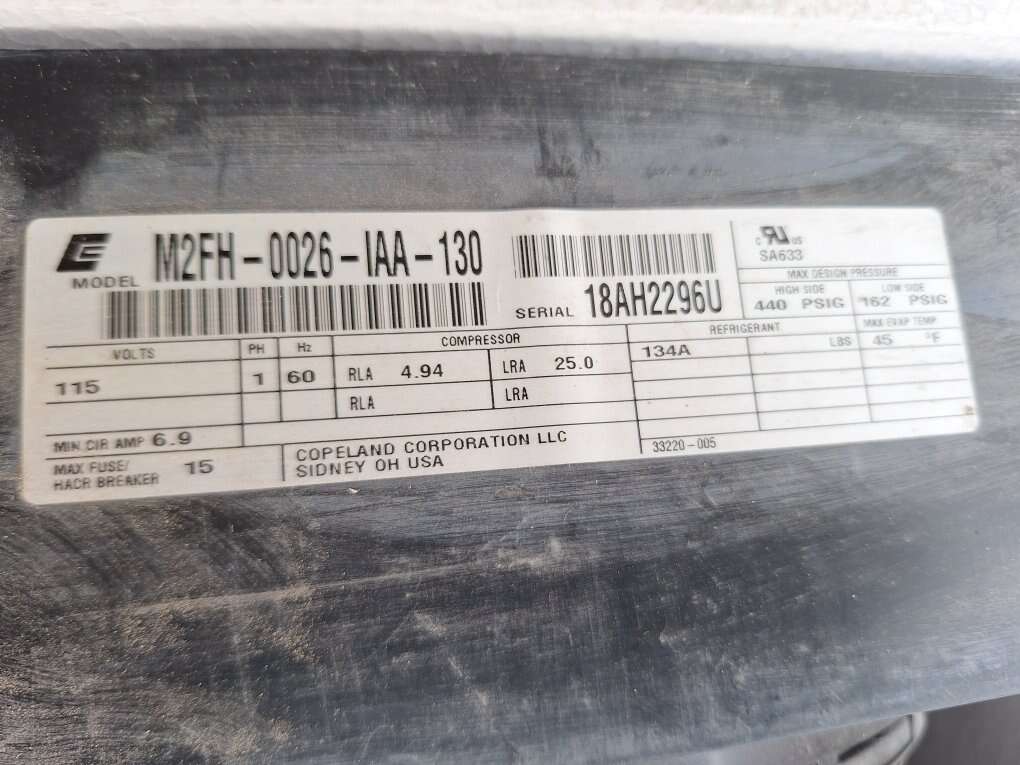 MODEL M2FH-0026-IAA-130
SERIAL 18AH2296U
C US
SA633
MAX DESIGN PRESSURE
HIGH SIDE LOW SIDE
440 PSIG 162 PSIG
VOLTS PH Hz COMPRESSOR REFRIGERANT MAX EVAP TEMP
115 1 60 RLA 4.94 LRA 25.0 134A LBS 45 °F
RLA LRA
MIN CIR AMP 6.9
MAX FUSE/
HACR BREAKER 15
COPELAND CORPORATION LLC
SIDNEY OH USA
33220-005